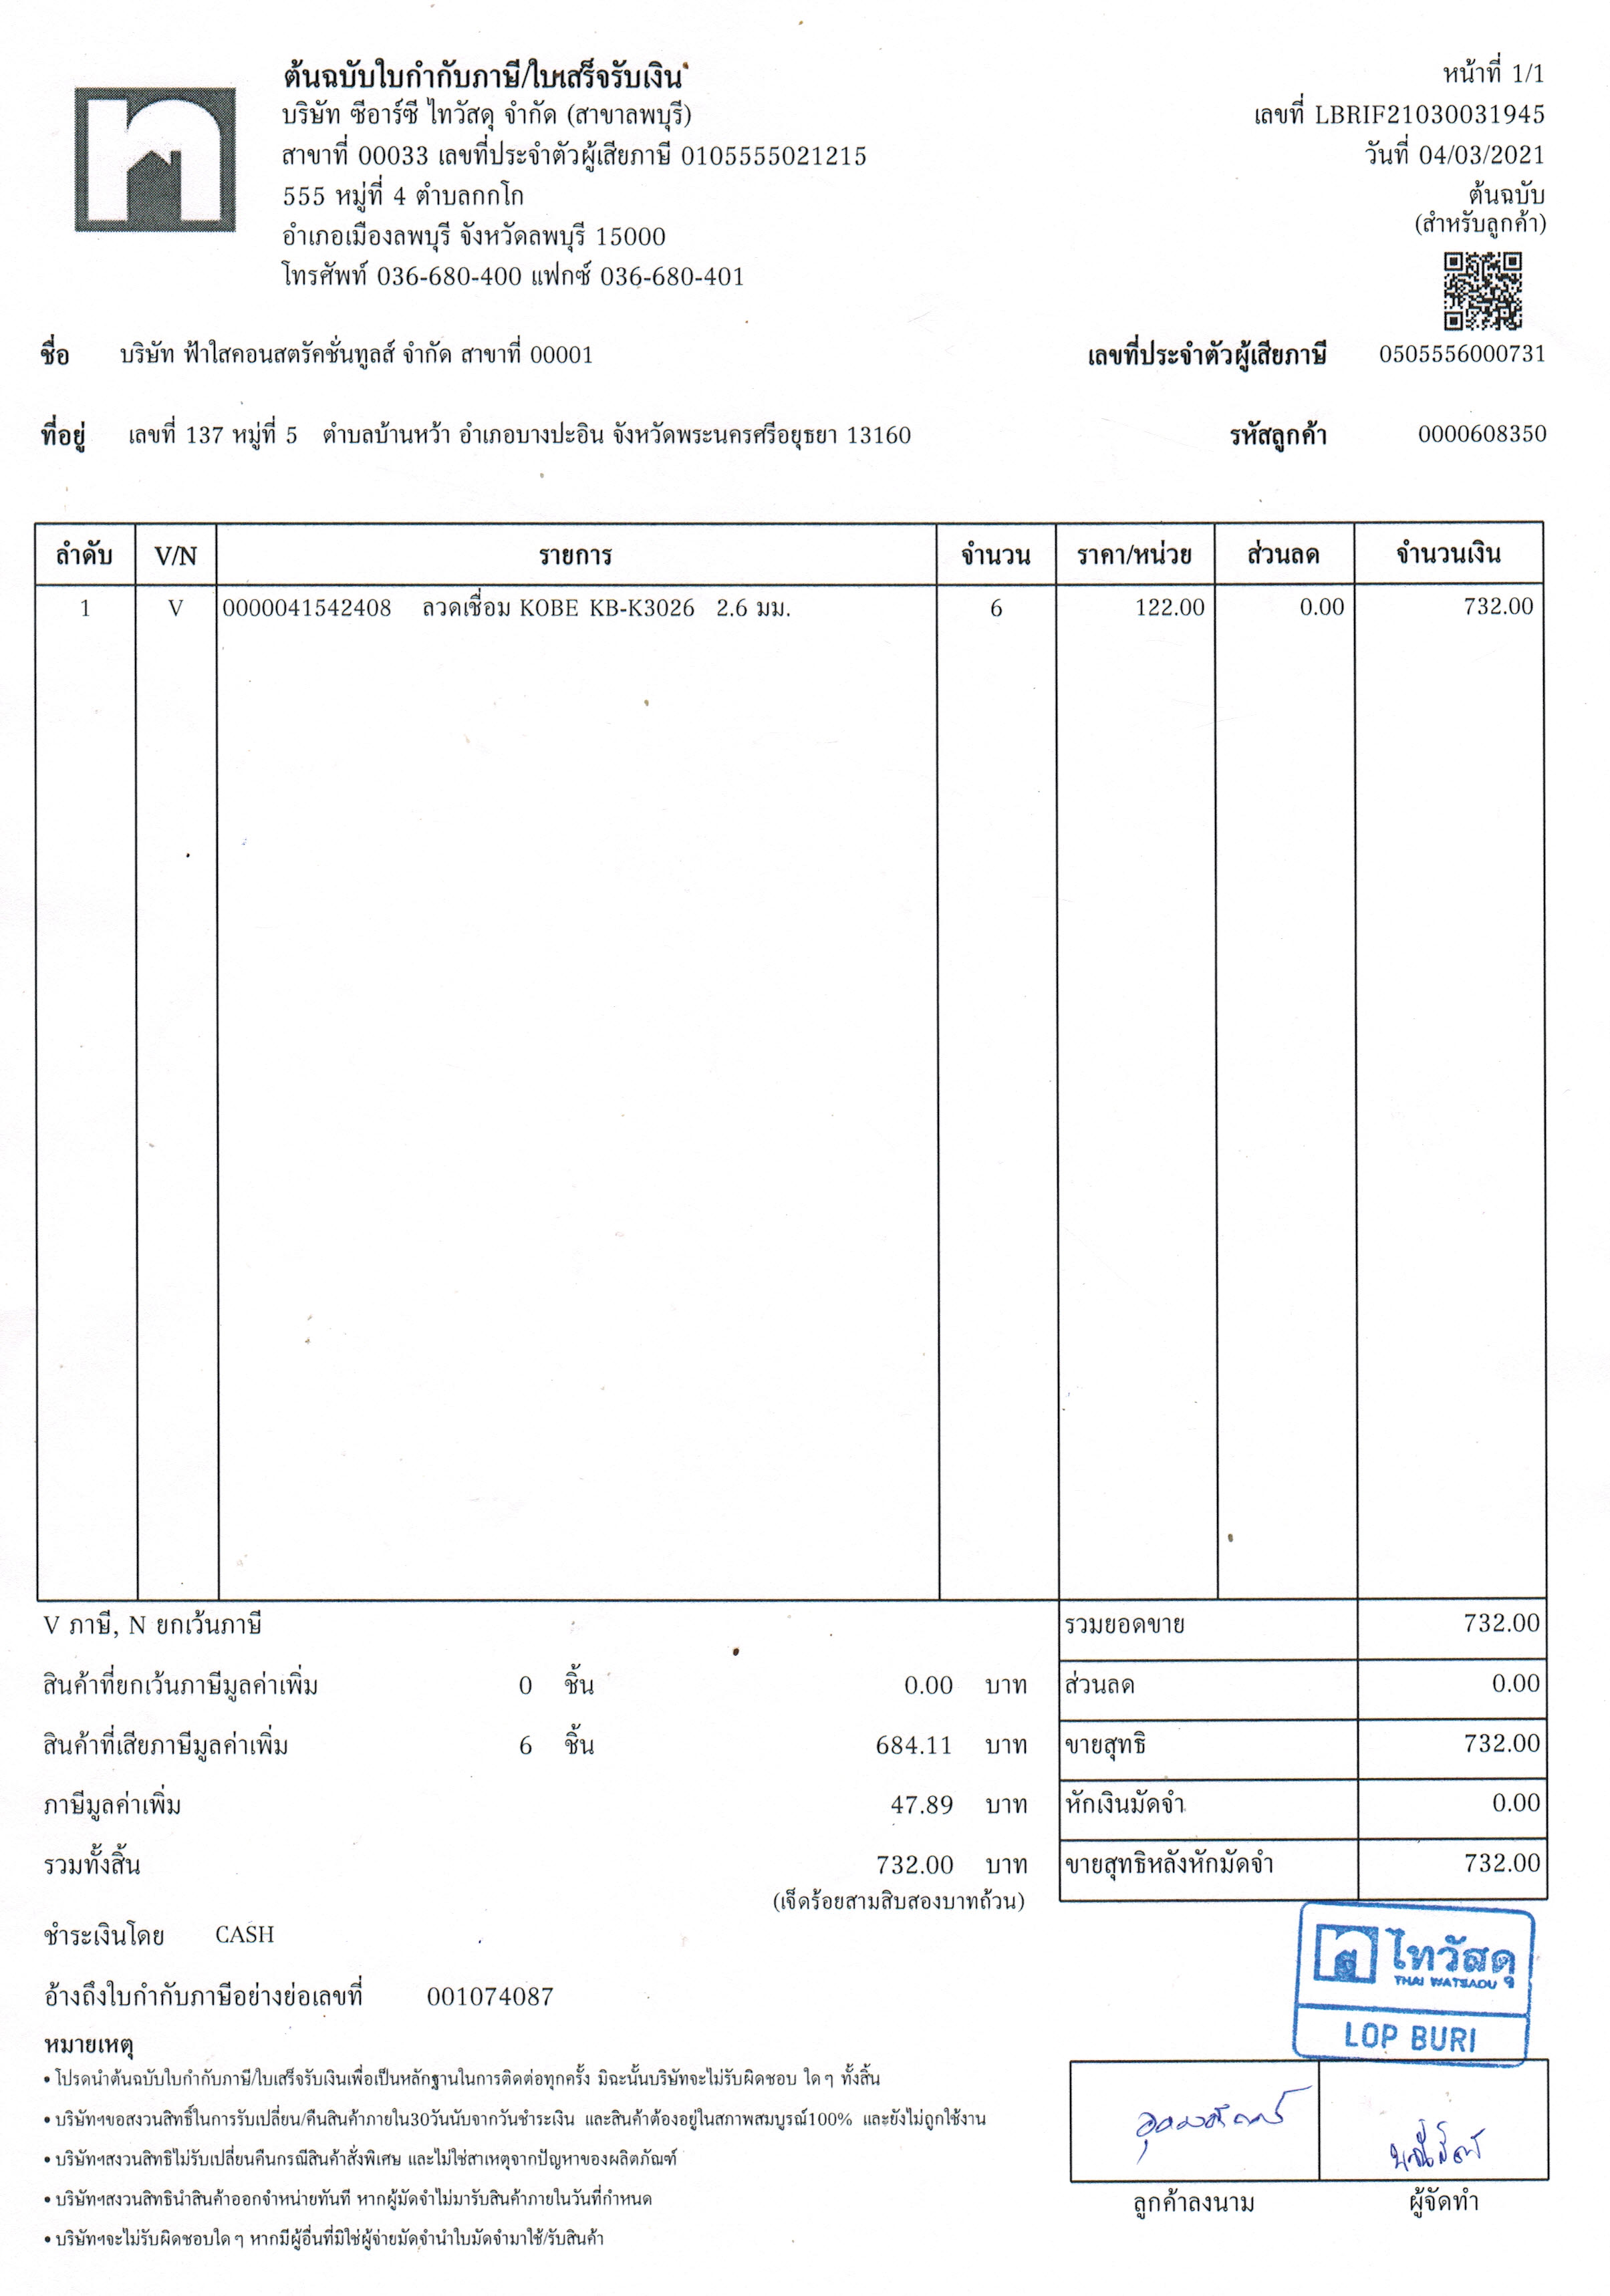 ต้นฉบับใบกำกับภาษี/ใบเสร็จรับเงิน
บริษัท ซีอาร์ซี ไทวัสดุ จำกัด (สาขาลพบุรี)
สาขาที่ 00033 เลขที่ประจำตัวผู้เสียภาษี 0105555021215
555 หมู่ที่ 4 ตำบลกกโก
อำเภอเมืองลพบุรี จังหวัดลพบุรี 15000
โทรศัพท์ 036-680-400 แฟกซ์ 036-680-401
หน้าที่ 1/1
เลขที่ LBRIF21030031945
วันที่ 04/03/2021
ต้นฉบับ
(สำหรับลูกค้า)
ชื่อ บริษัท ฟ้าใสคอนสตรัคชั่นทูลส์ จำกัด สาขาที่ 00001 เลขที่ประจำตัวผู้เสียภาษี 0505556000731
ที่อยู่ เลขที่ 137 หมู่ที่ 5 ตำบลบ้านหว้า อำเภอบางปะอิน จังหวัดพระนครศรีอยุธยา 13160 รหัสลูกค้า 0000608350
ลำดับ V/N รายการ จำนวน ราคา/หน่วย ส่วนลด จำนวนเงิน
1 V 0000041542408 ลวดเชื่อม KOBE KB-K3026 2.6 มม. 6 122.00 0.00 732.00
V ภาษี, N ยกเว้นภาษี รวมยอดขาย 732.00
สินค้าที่ยกเว้นภาษีมูลค่าเพิ่ม 0 ชิ้น 0.00 บาท ส่วนลด 0.00
สินค้าที่เสียภาษีมูลค่าเพิ่ม 6 ชิ้น 684.11 บาท ขายสุทธิ 732.00
ภาษีมูลค่าเพิ่ม 47.89 บาท หักเงินมัดจำ 0.00
รวมทั้งสิ้น 732.00 บาท ขายสุทธิหลังหักมัดจำ 732.00
(เจ็ดร้อยสามสิบสองบาทถ้วน)
ชำระเงินโดย CASH
อ้างถึงใบกำกับภาษีอย่างย่อเลขที่ 001074087
ไทวัสดุ
THAI WATSADU
LOP BURI
หมายเหตุ
• โปรดนำต้นฉบับใบกำกับภาษี/ใบเสร็จรับเงินเพื่อเป็นหลักฐานในการติดต่อทุกครั้ง มิฉะนั้นบริษัทจะไม่รับผิดชอบ ใด ๆ ทั้งสิ้น
• บริษัทฯขอสงวนสิทธิ์ในการรับเปลี่ยน/คืนสินค้าภายใน30วันนับจากวันชำระเงิน และสินค้าต้องอยู่ในสภาพสมบูรณ์100% และยังไม่ถูกใช้งาน
• บริษัทฯสงวนสิทธิไม่รับเปลี่ยนคืนกรณีสินค้าสั่งพิเศษ และไม่ใช่สาเหตุจากปัญหาของผลิตภัณฑ์
• บริษัทฯสงวนสิทธินำสินค้าออกจำหน่ายทันที หากผู้มัดจำไม่มารับสินค้าภายในวันที่กำหนด
• บริษัทฯจะไม่รับผิดชอบใด ๆ หากมีผู้อื่นที่มิใช่ผู้จ่ายมัดจำนำใบมัดจำมาใช้/รับสินค้า
ลูกค้าลงนาม ผู้จัดทำ